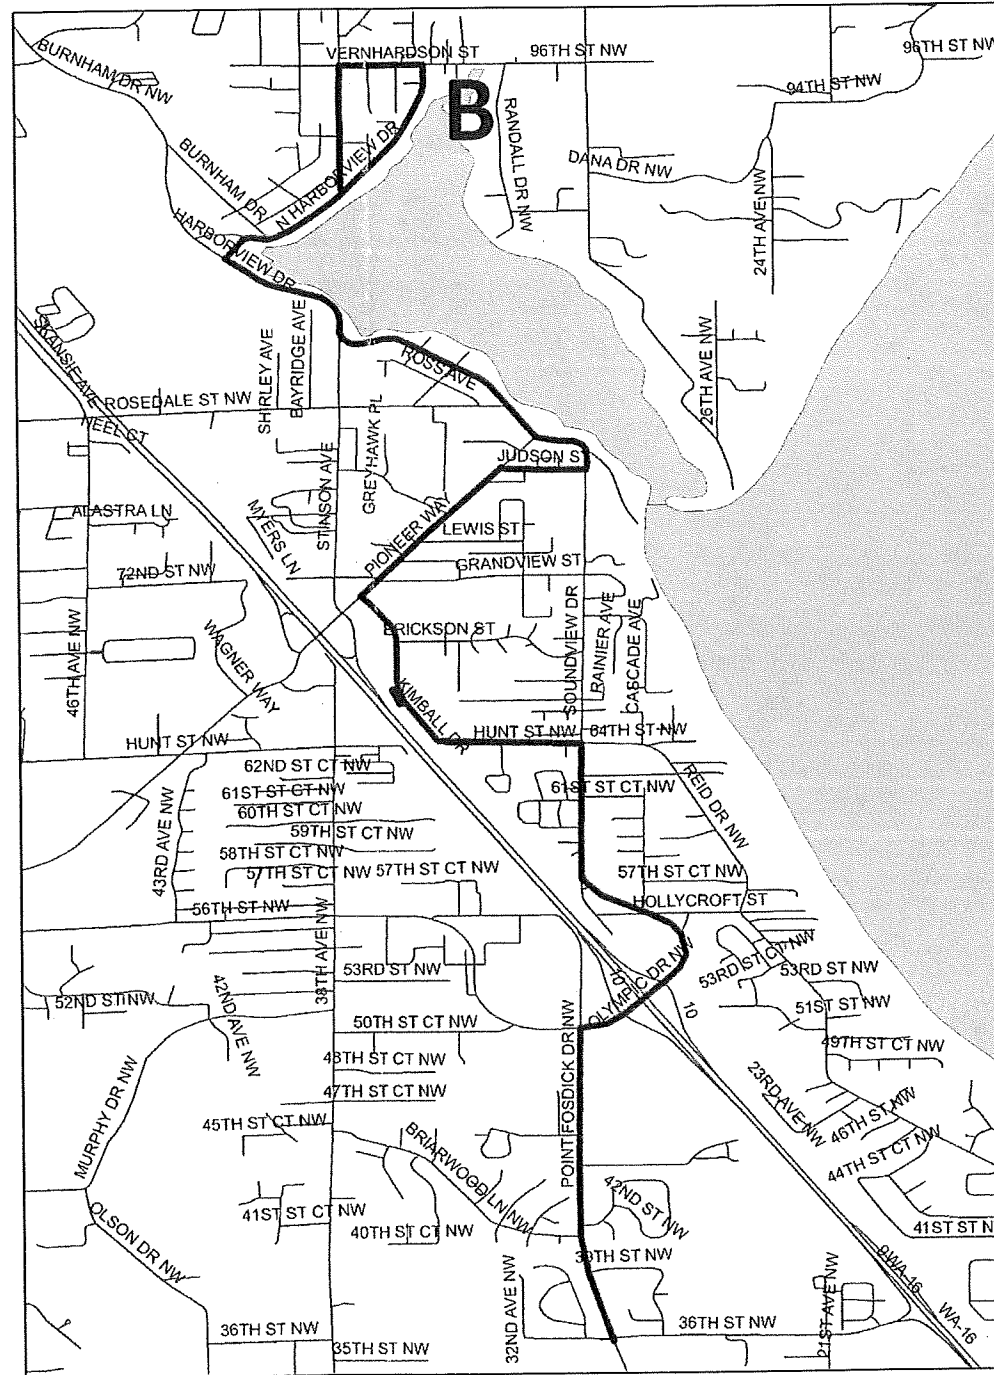 VERNHARDSON ST
96TH ST NW
96TH ST NW
BURNHAM DR NW
94TH ST NW
B
RANDALL DR NW
BURNHAM DR
N HARBORVIEW DR
DANA DR NW
24TH AVE NW
HARBORVIEW DR
SKANSIE AVE
SHIRLEY AVE
BAYRIDGE AVE
ROSS AVE
26TH AVE NW
ROSEDALE ST NW
NEEL CT
GREYHAWK PL
STINSON AVE
JUDSON ST
ALASTRA LN
MYERS LN
PIONEER WAY
LEWIS ST
GRANDVIEW ST
72ND ST NW
46TH AVE NW
WAGNER WAY
ERICKSON ST
SOUNDVIEW DR
RAINIER AVE
CASCADE AVE
KIMBALL DR
HUNT ST NW
HUNT ST NW
64TH ST NW
62ND ST CT NW
61ST ST CT NW
61ST ST CT NW
REID DR NW
60TH ST CT NW
59TH ST CT NW
43RD AVE NW
58TH ST CT NW
57TH ST CT NW
57TH ST CT NW
57TH ST CT NW
56TH ST NW
HOLLYCROFT ST
38TH AVE NW
53RD ST NW
53RD ST CT NW
53RD ST NW
52ND ST NW
42ND AVE NW
OLYMPIC DR NW
10
10
51ST ST NW
50TH ST CT NW
49TH ST CT NW
48TH ST CT NW
POINT FOSDICK DR NW
47TH ST CT NW
23RD AVE NW
46TH ST NW
MURPHY DR NW
45TH ST CT NW
BRIARWOOD LN NW
44TH ST CT NW
42ND ST NW
41ST ST CT NW
40TH ST CT NW
41ST ST NW
OLSON DR NW
39TH ST NW
32ND AVE NW
WA-16
WA-16
21ST AVE NW
36TH ST NW
36TH ST NW
35TH ST NW